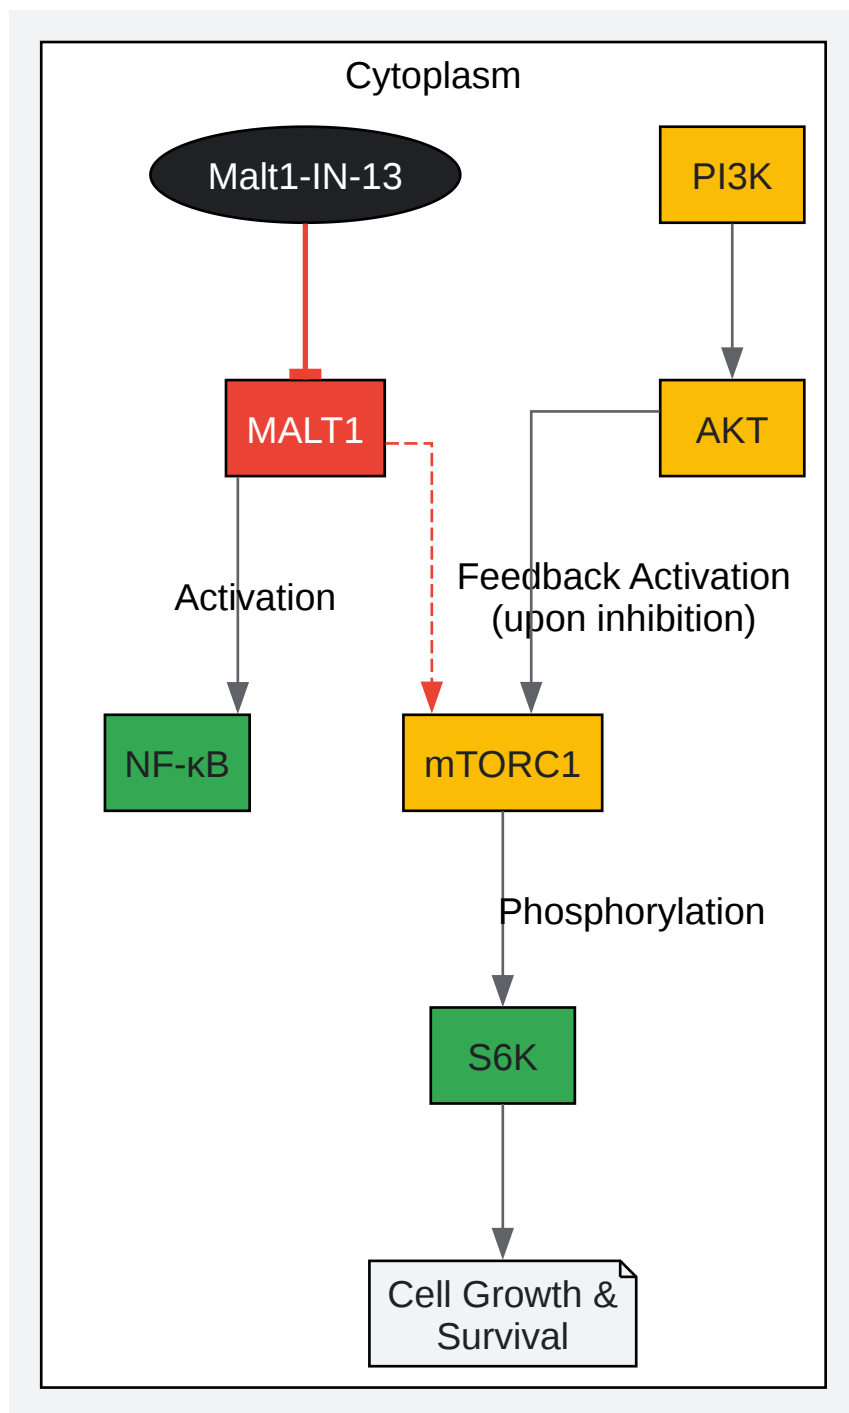 Cytoplasm
Malt1-IN-13
PI3K
MALT1
AKT
Activation
Feedback Activation
(upon inhibition)
NF-κB
mTORC1
Phosphorylation
S6K
Cell Growth &
Survival